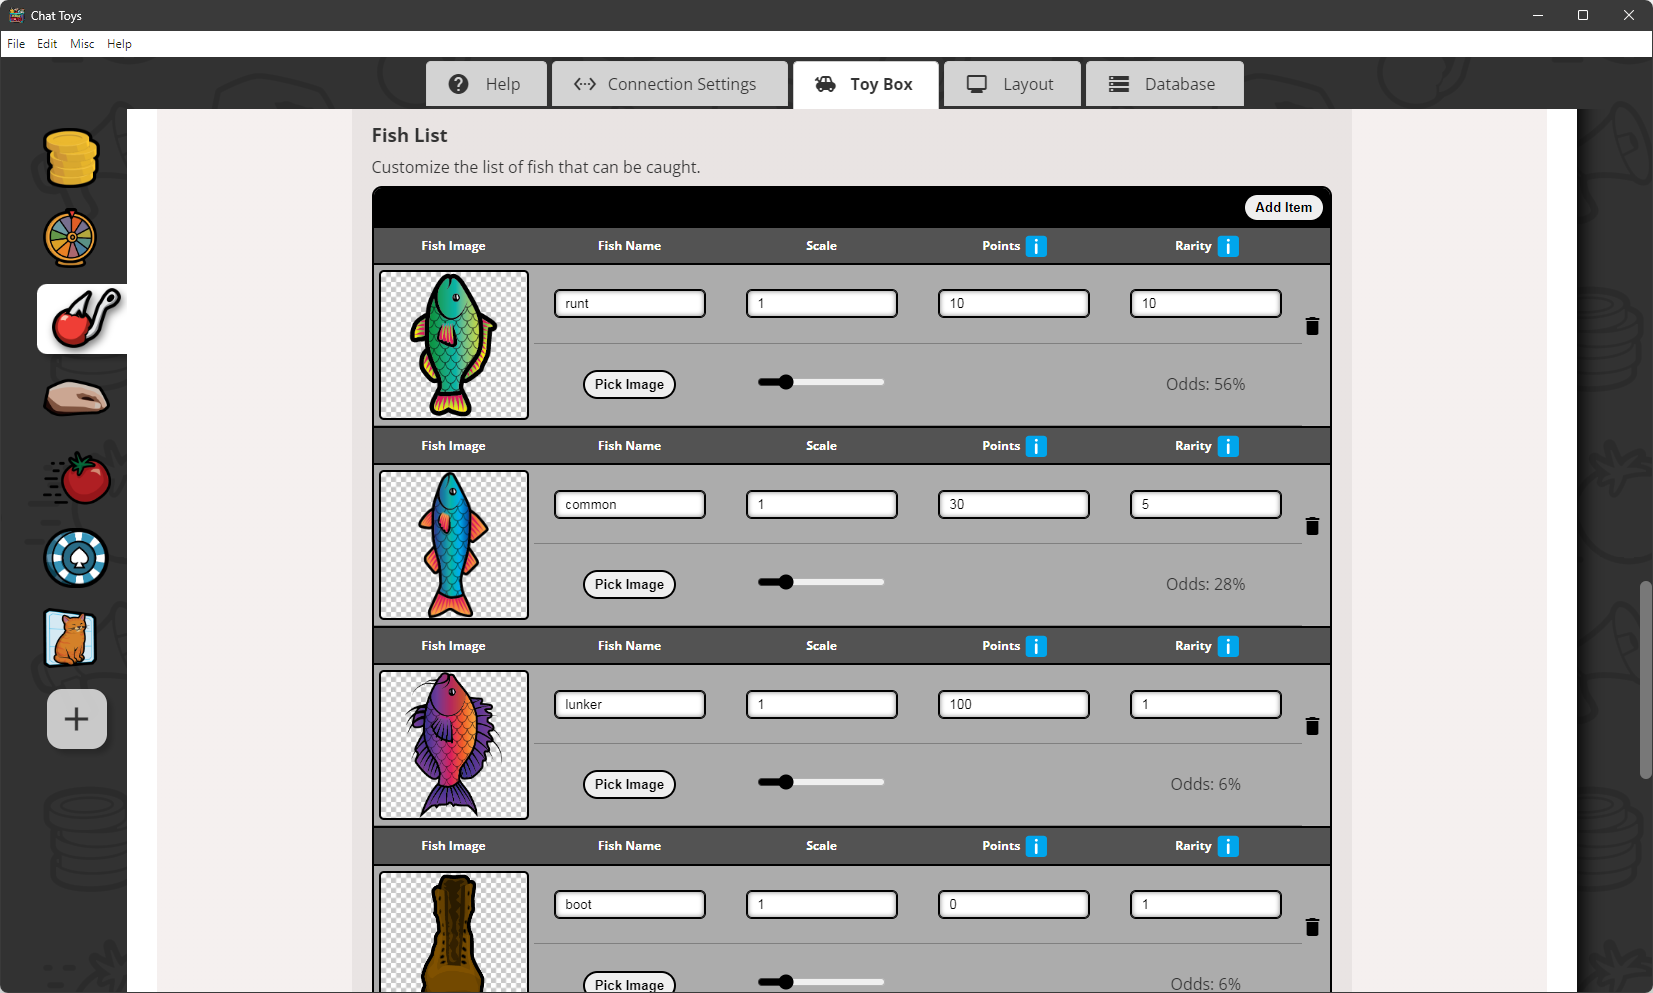 Chat Toys
File Edit Misc Help
Help Connection Settings Toy Box Layout Database
Fish List
Customize the list of fish that can be caught.
Add Item
Fish Image Fish Name Scale Points i Rarity i
runt 1 10 10
Pick Image Odds: 56%
Fish Image Fish Name Scale Points i Rarity i
common 1 30 5
Pick Image Odds: 28%
Fish Image Fish Name Scale Points i Rarity i
lunker 1 100 1
Pick Image Odds: 6%
Fish Image Fish Name Scale Points i Rarity i
boot 1 0 1
Pick Image Odds: 6%